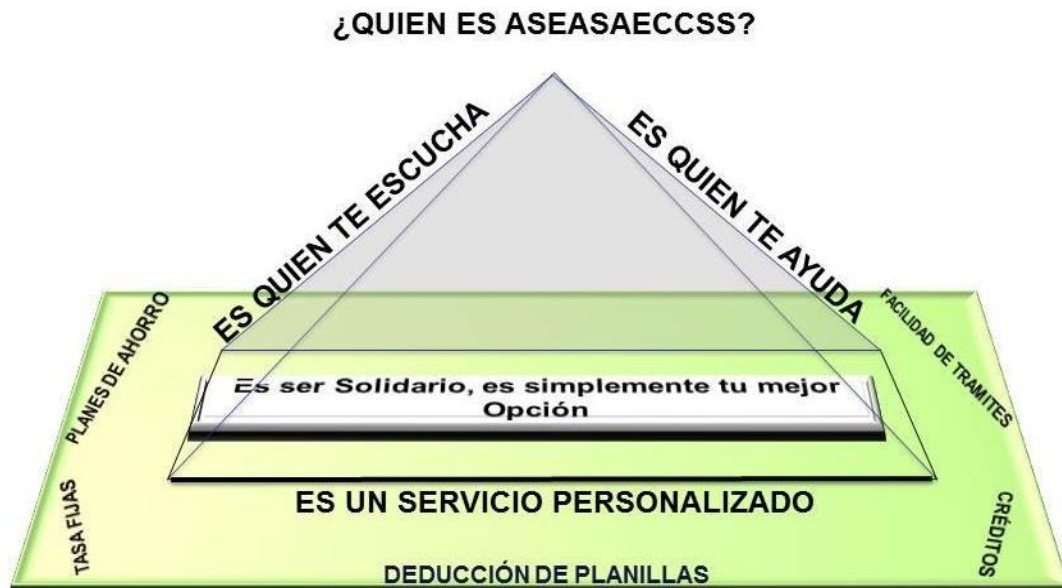 ¿QUIEN ES ASEASAECCSS?
ES QUIEN TE ESCUCHA
ES QUIEN TE AYUDA
PLANES DE AHORRO
FACILIDAD DE TRAMITES
Es ser Solidario, es simplemente tu mejor
Opción
TASA FIJAS
ES UN SERVICIO PERSONALIZADO
CRÉDITOS
DEDUCCIÓN DE PLANILLAS